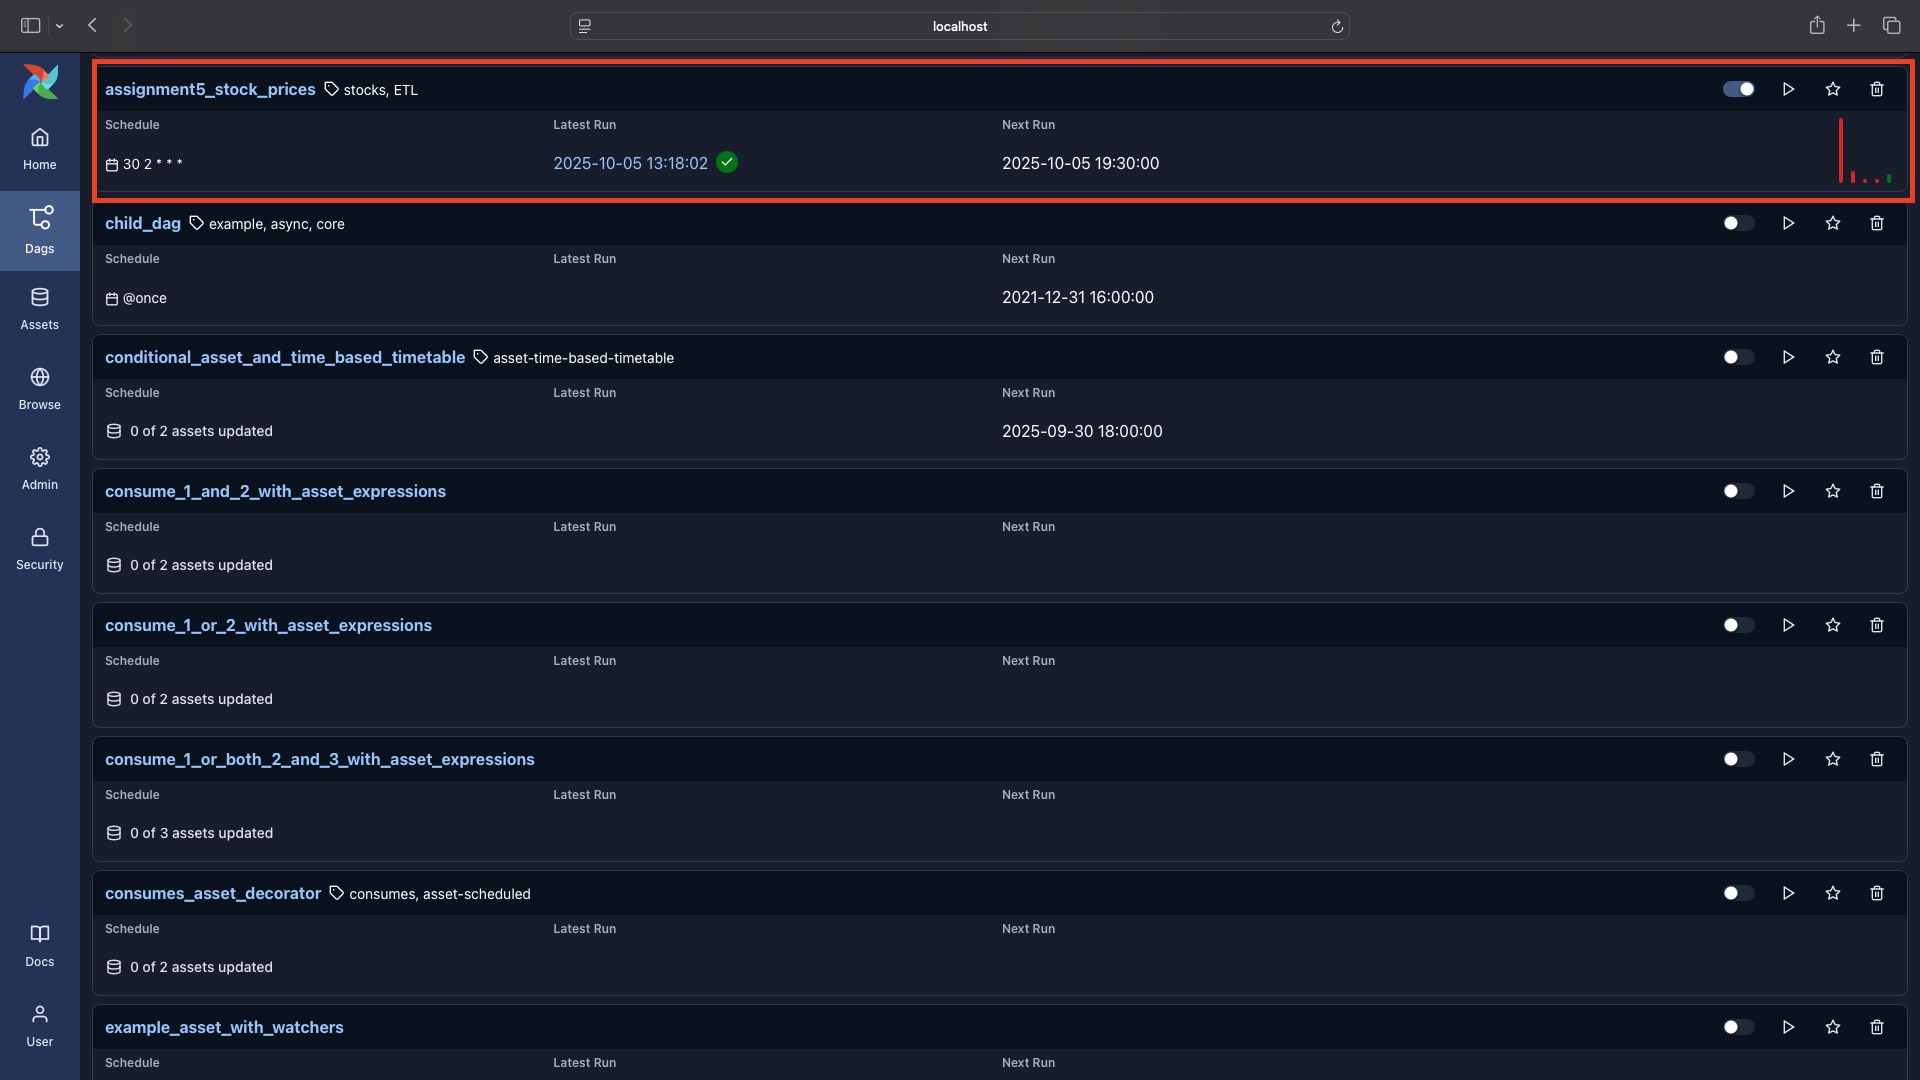 localhost
assignment5_stock_prices stocks, ETL
Schedule Latest Run Next Run
30 2 * * * 2025-10-05 13:18:02 2025-10-05 19:30:00
child_dag example, async, core
Schedule Latest Run Next Run
@once 2021-12-31 16:00:00
conditional_asset_and_time_based_timetable asset-time-based-timetable
Schedule Latest Run Next Run
0 of 2 assets updated 2025-09-30 18:00:00
consume_1_and_2_with_asset_expressions
Schedule Latest Run Next Run
0 of 2 assets updated
consume_1_or_2_with_asset_expressions
Schedule Latest Run Next Run
0 of 2 assets updated
consume_1_or_both_2_and_3_with_asset_expressions
Schedule Latest Run Next Run
0 of 3 assets updated
consumes_asset_decorator consumes, asset-scheduled
Schedule Latest Run Next Run
0 of 2 assets updated
example_asset_with_watchers
Schedule Latest Run Next Run
Home
Dags
Assets
Browse
Admin
Security
Docs
User